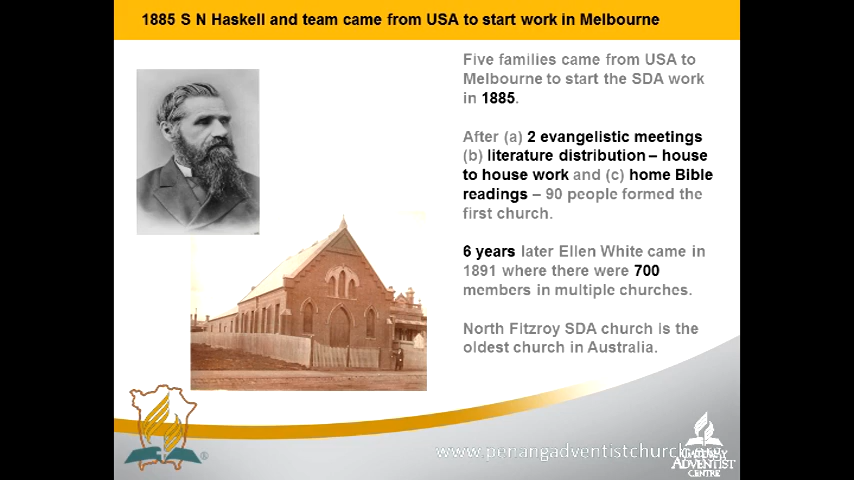 1885 S N Haskell and team came from USA to start work in Melbourne
Five families came from USA to
Melbourne to start the SDA work
in 1885.
After (a) 2 evangelistic meetings
(b) literature distribution – house
to house work and (c) home Bible
readings – 90 people formed the
first church.
6 years later Ellen White came in
1891 where there were 700
members in multiple churches.
North Fitzroy SDA church is the
oldest church in Australia.
www.penangadventistchurch
ADVENTIST
CENTRE